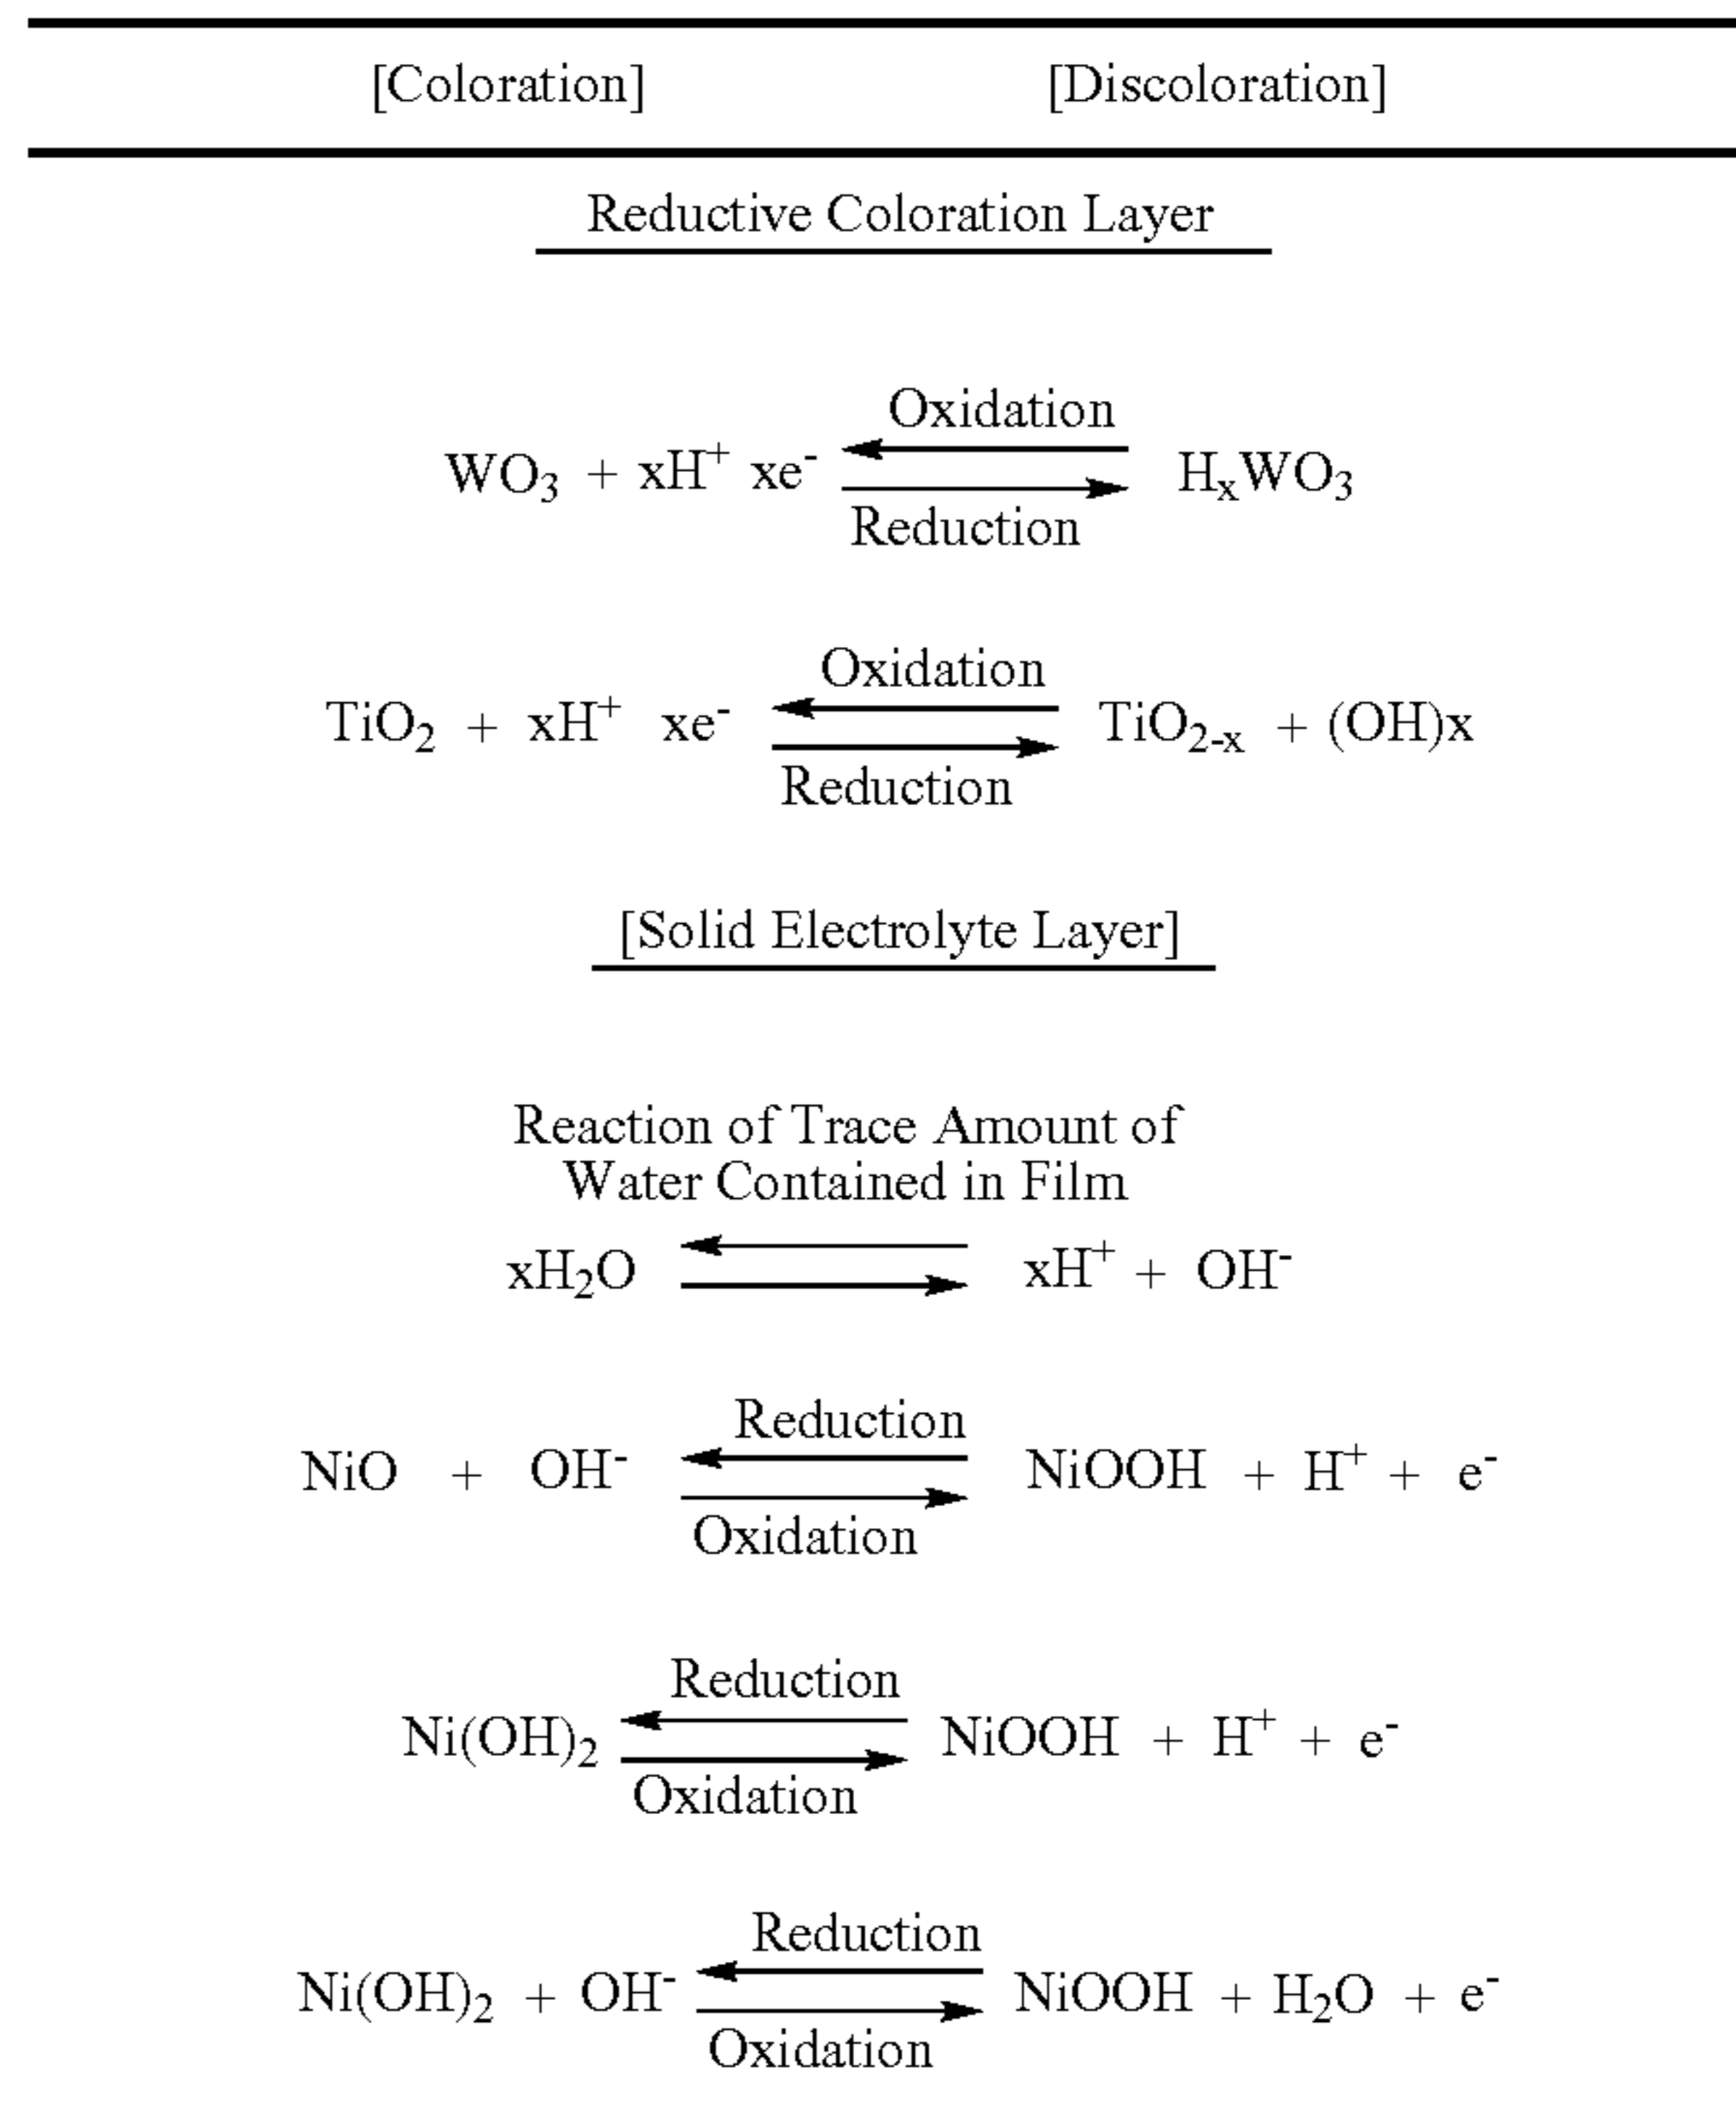 [Coloration] [Discoloration]
Reductive Coloration Layer
Oxidation
WO₃ + xH⁺ xe⁻ HₓWO₃
Reduction
Oxidation
TiO₂ + xH⁺ xe⁻ TiO₂₋ₓ + (OH)x
Reduction
[Solid Electrolyte Layer]
Reaction of Trace Amount of
Water Contained in Film
xH₂O xH⁺ + OH⁻
Reduction
NiO + OH⁻ NiOOH + H⁺ + e⁻
Oxidation
Reduction
Ni(OH)₂ NiOOH + H⁺ + e⁻
Oxidation
Reduction
Ni(OH)₂ + OH⁻ NiOOH + H₂O + e⁻
Oxidation